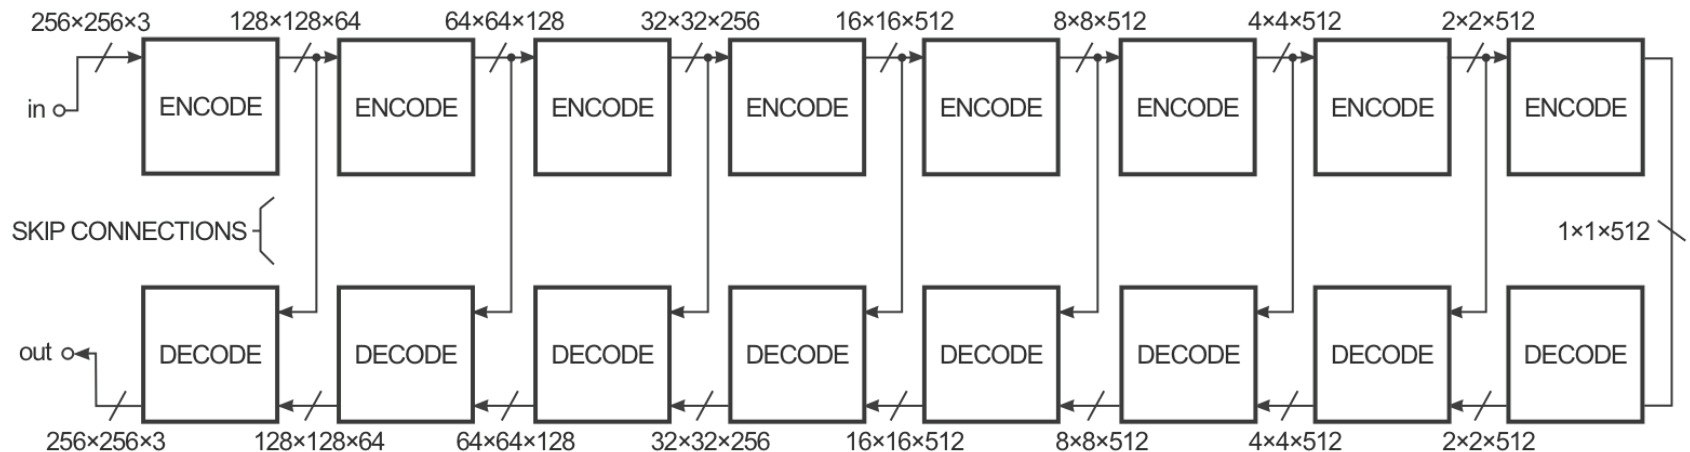 256×256×3 128×128×64 64×64×128 32×32×256 16×16×512 8×8×512 4×4×512 2×2×512
in ENCODE ENCODE ENCODE ENCODE ENCODE ENCODE ENCODE ENCODE
SKIP CONNECTIONS 1×1×512
out DECODE DECODE DECODE DECODE DECODE DECODE DECODE DECODE
256×256×3 128×128×64 64×64×128 32×32×256 16×16×512 8×8×512 4×4×512 2×2×512